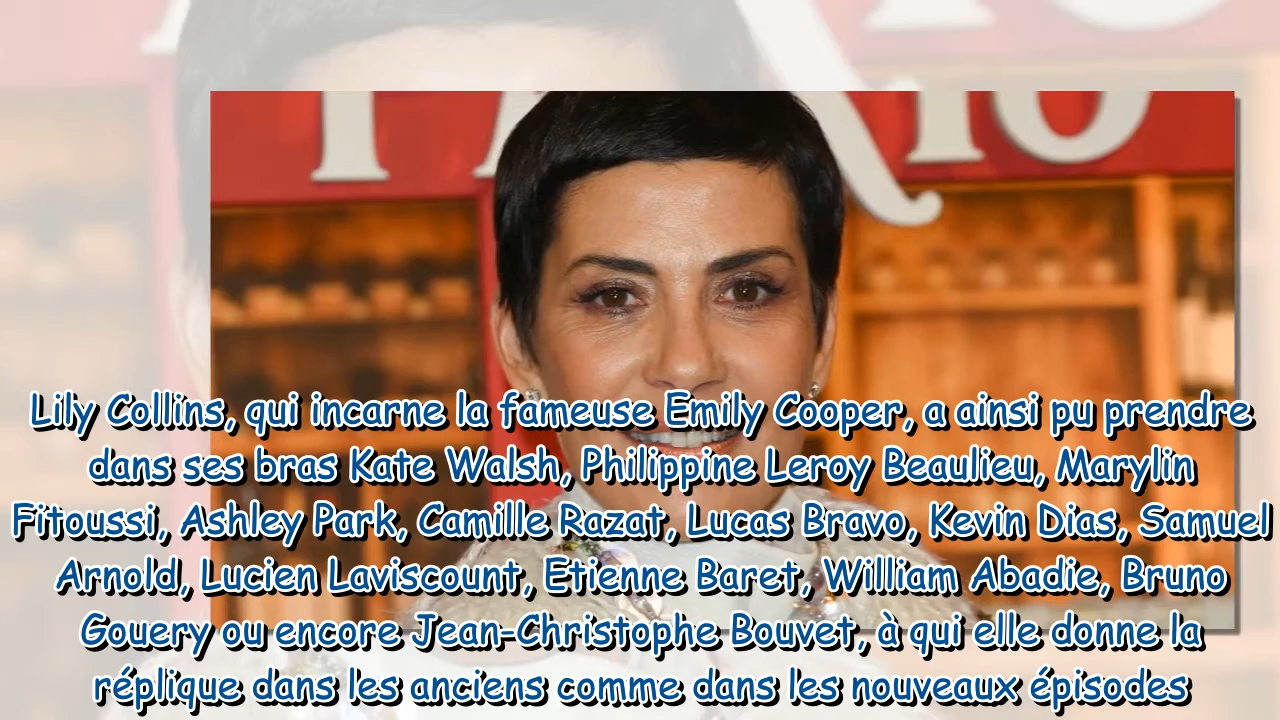 Lily Collins, qui incarne la fameuse Emily Cooper, a ainsi pu prendre
dans ses bras Kate Walsh, Philippine Leroy Beaulieu, Marylin
Fitoussi, Ashley Park, Camille Razat, Lucas Bravo, Kevin Dias, Samuel
Arnold, Lucien Laviscount, Etienne Baret, William Abadie, Bruno
Gouery ou encore Jean-Christophe Bouvet, à qui elle donne la
réplique dans les anciens comme dans les nouveaux épisodes